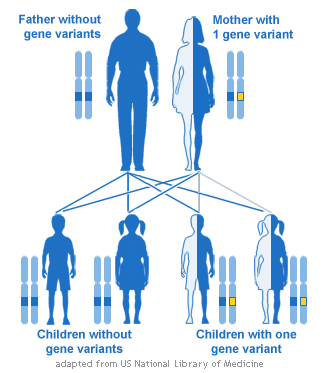 Father without
gene variants
Mother with
1 gene variant
Children without
gene variants
Children with one
gene variant
adapted from US National Library of Medicine